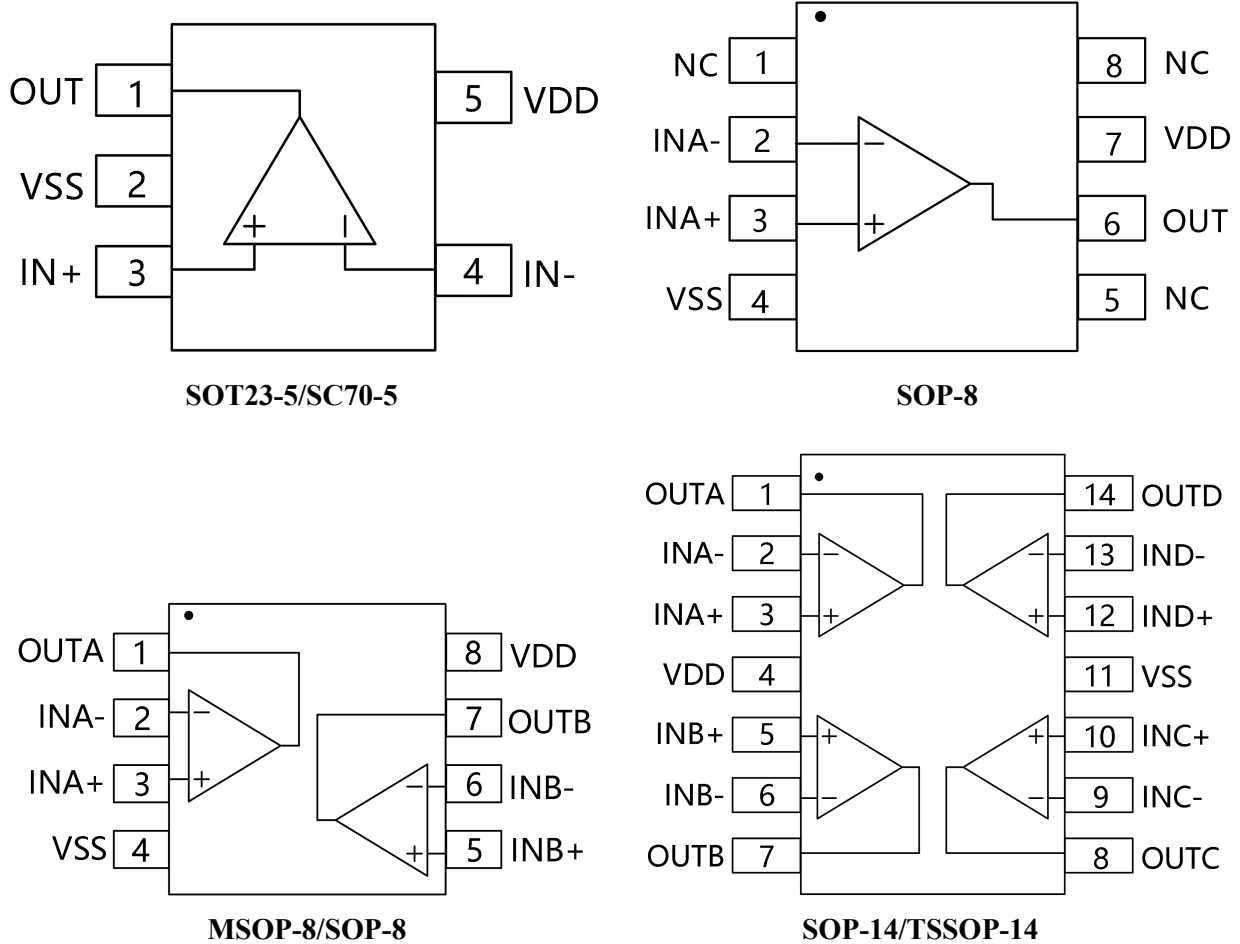 OUT 1
VSS 2
IN+ 3
5 VDD
4 IN-
+ −
SOT23-5/SC70-5
NC 1
INA- 2
INA+ 3
VSS 4
8 NC
7 VDD
6 OUT
5 NC
−
+
SOP-8
OUTA 1
INA- 2
INA+ 3
VSS 4
8 VDD
7 OUTB
6 INB-
5 INB+
−
+
−
+
MSOP-8/SOP-8
OUTA 1
INA- 2
INA+ 3
VDD 4
INB+ 5
INB- 6
OUTB 7
14 OUTD
13 IND-
12 IND+
11 VSS
10 INC+
9 INC-
8 OUTC
−
+
−
+
+
−
+
−
SOP-14/TSSOP-14